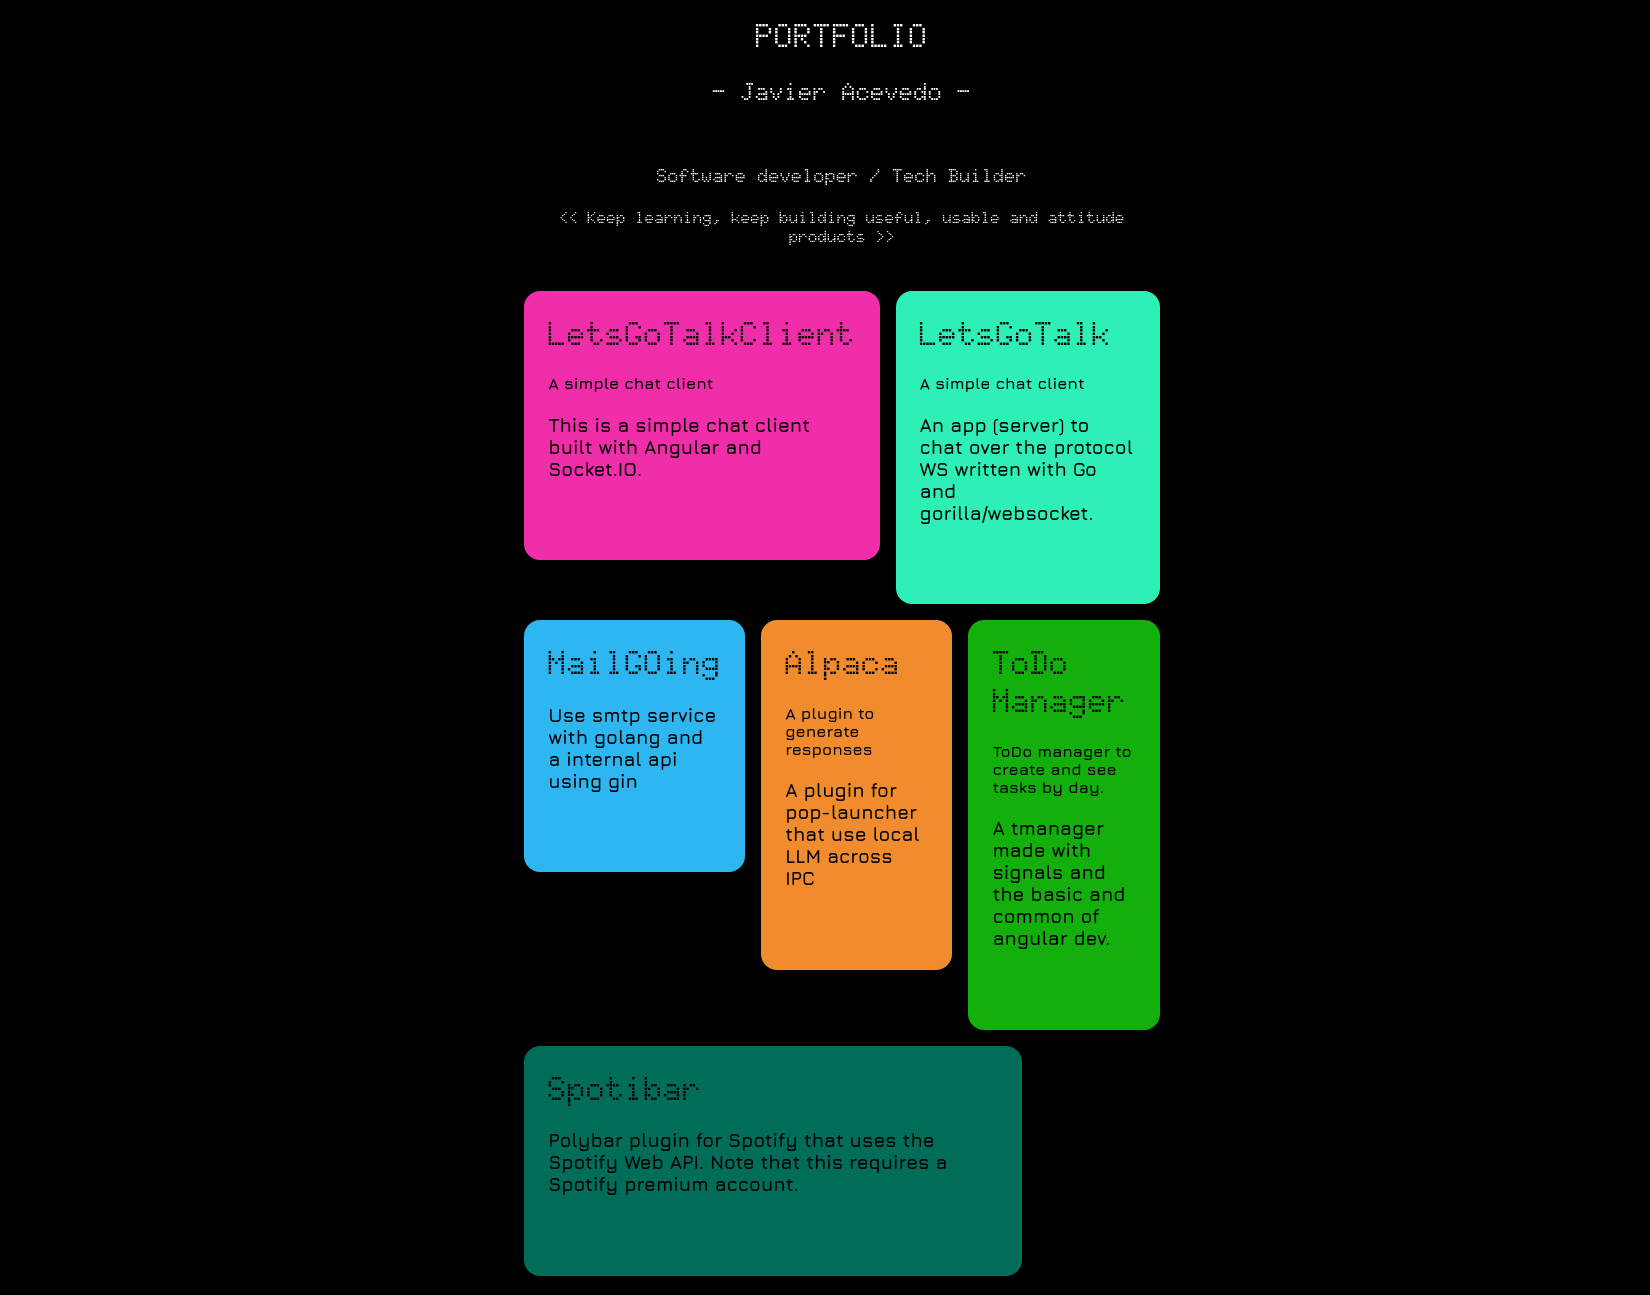 PORTFOLIO
- Javier Acevedo -
Software developer / Tech Builder
<< Keep learning, keep building useful, usable and attitude
products >>
LetsGoTalkClient
A simple chat client
This is a simple chat client
built with Angular and
Socket.IO.
LetsGoTalk
A simple chat client
An app (server) to
chat over the protocol
WS written with Go
and
gorilla/websocket.
MailGOing
Use smtp service
with golang and
a internal api
using gin
Alpaca
A plugin to
generate
responses
A plugin for
pop-launcher
that use local
LLM across
IPC
ToDo
Manager
ToDo manager to
create and see
tasks by day.
A tmanager
made with
signals and
the basic and
common of
angular dev.
Spotibar
Polybar plugin for Spotify that uses the
Spotify Web API. Note that this requires a
Spotify premium account.